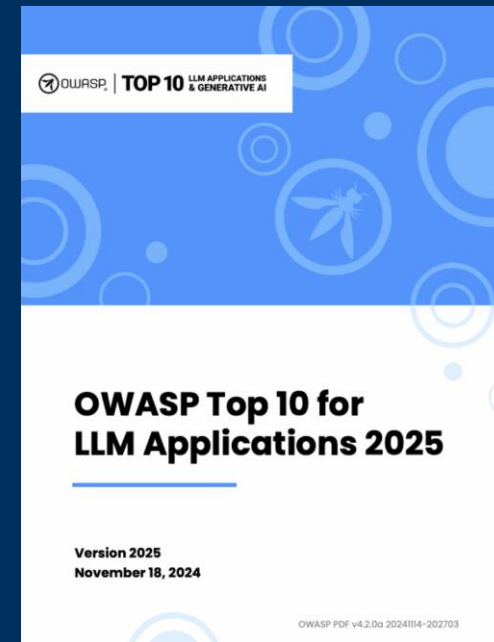 OWASP | TOP 10 LLM APPLICATIONS
& GENERATIVE AI
OWASP Top 10 for
LLM Applications 2025
Version 2025
November 18, 2024
OWASP PDF v4.2.0a 20241114-202703